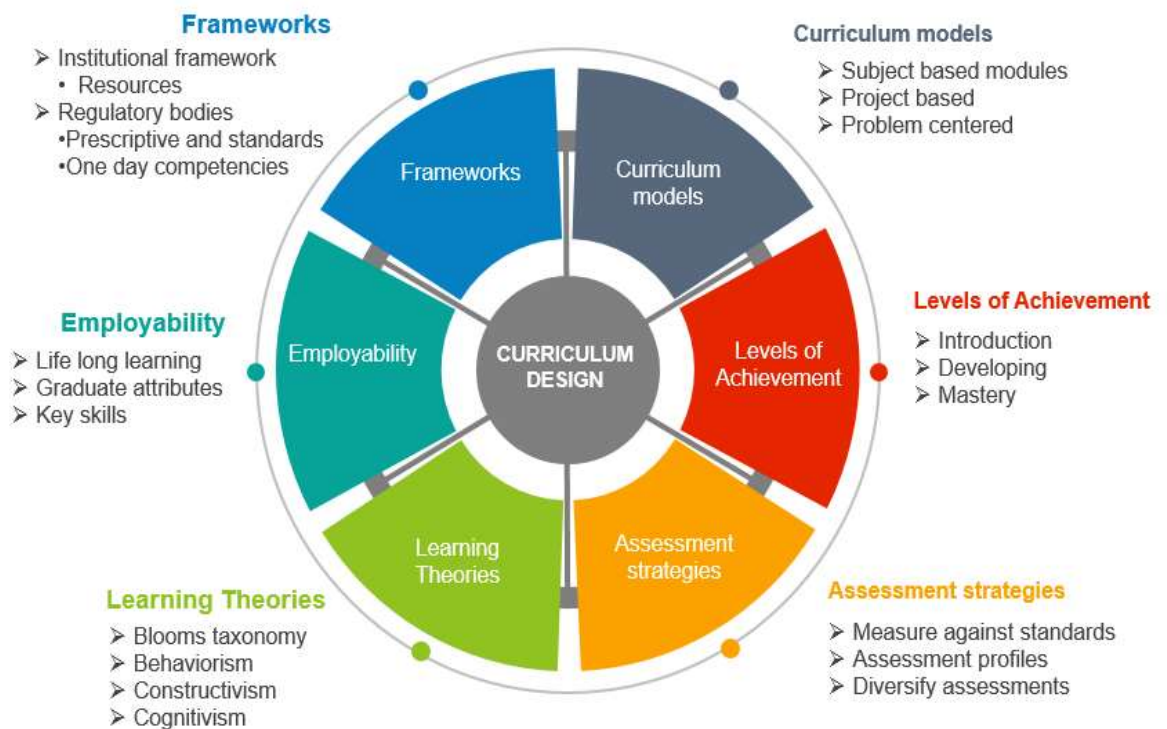 Frameworks
➢ Institutional framework
• Resources
➢ Regulatory bodies
•Prescriptive and standards
•One day competencies
Curriculum models
➢ Subject based modules
➢ Project based
➢ Problem centered
Frameworks
Curriculum
models
Employability
➢ Life long learning
➢ Graduate attributes
➢ Key skills
Employability
CURRICULUM
DESIGN
Levels of
Achievement
Levels of Achievement
➢ Introduction
➢ Developing
➢ Mastery
Learning
Theories
Assessment
strategies
Learning Theories
➢ Blooms taxonomy
➢ Behaviorism
➢ Constructivism
➢ Cognitivism
Assessment strategies
➢ Measure against standards
➢ Assessment profiles
➢ Diversify assessments